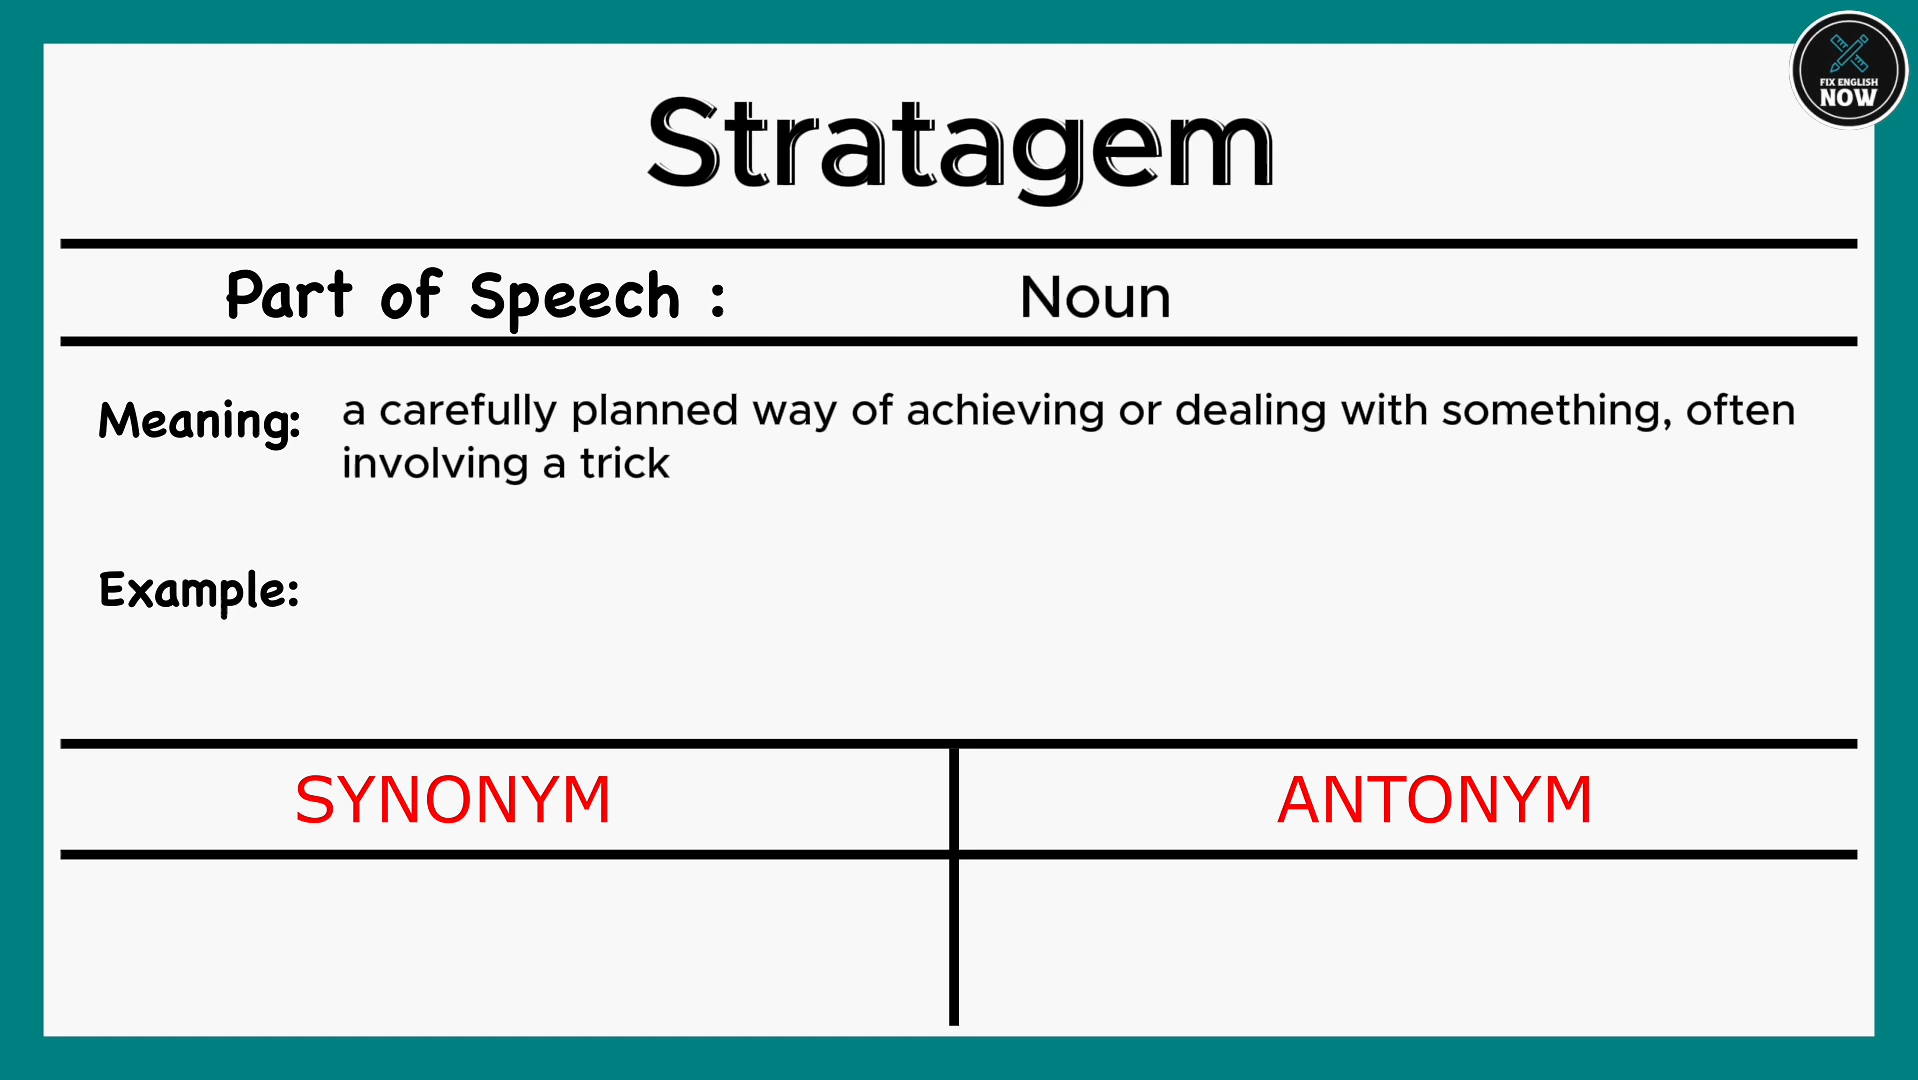 FIX ENGLISH
NOW
Stratagem
Part of Speech : Noun
Meaning: a carefully planned way of achieving or dealing with something, often
involving a trick
Example:
SYNONYM ANTONYM